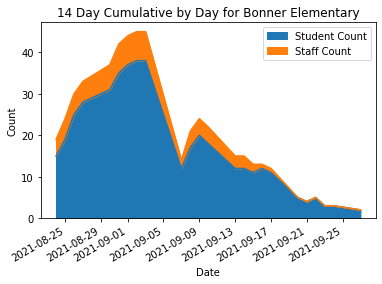 14 Day Cumulative by Day for Bonner Elementary
Student Count
Staff Count
Count
40
30
20
10
0
2021-08-25
2021-08-29
2021-09-01
2021-09-05
2021-09-09
2021-09-13
2021-09-17
2021-09-21
2021-09-25
Date